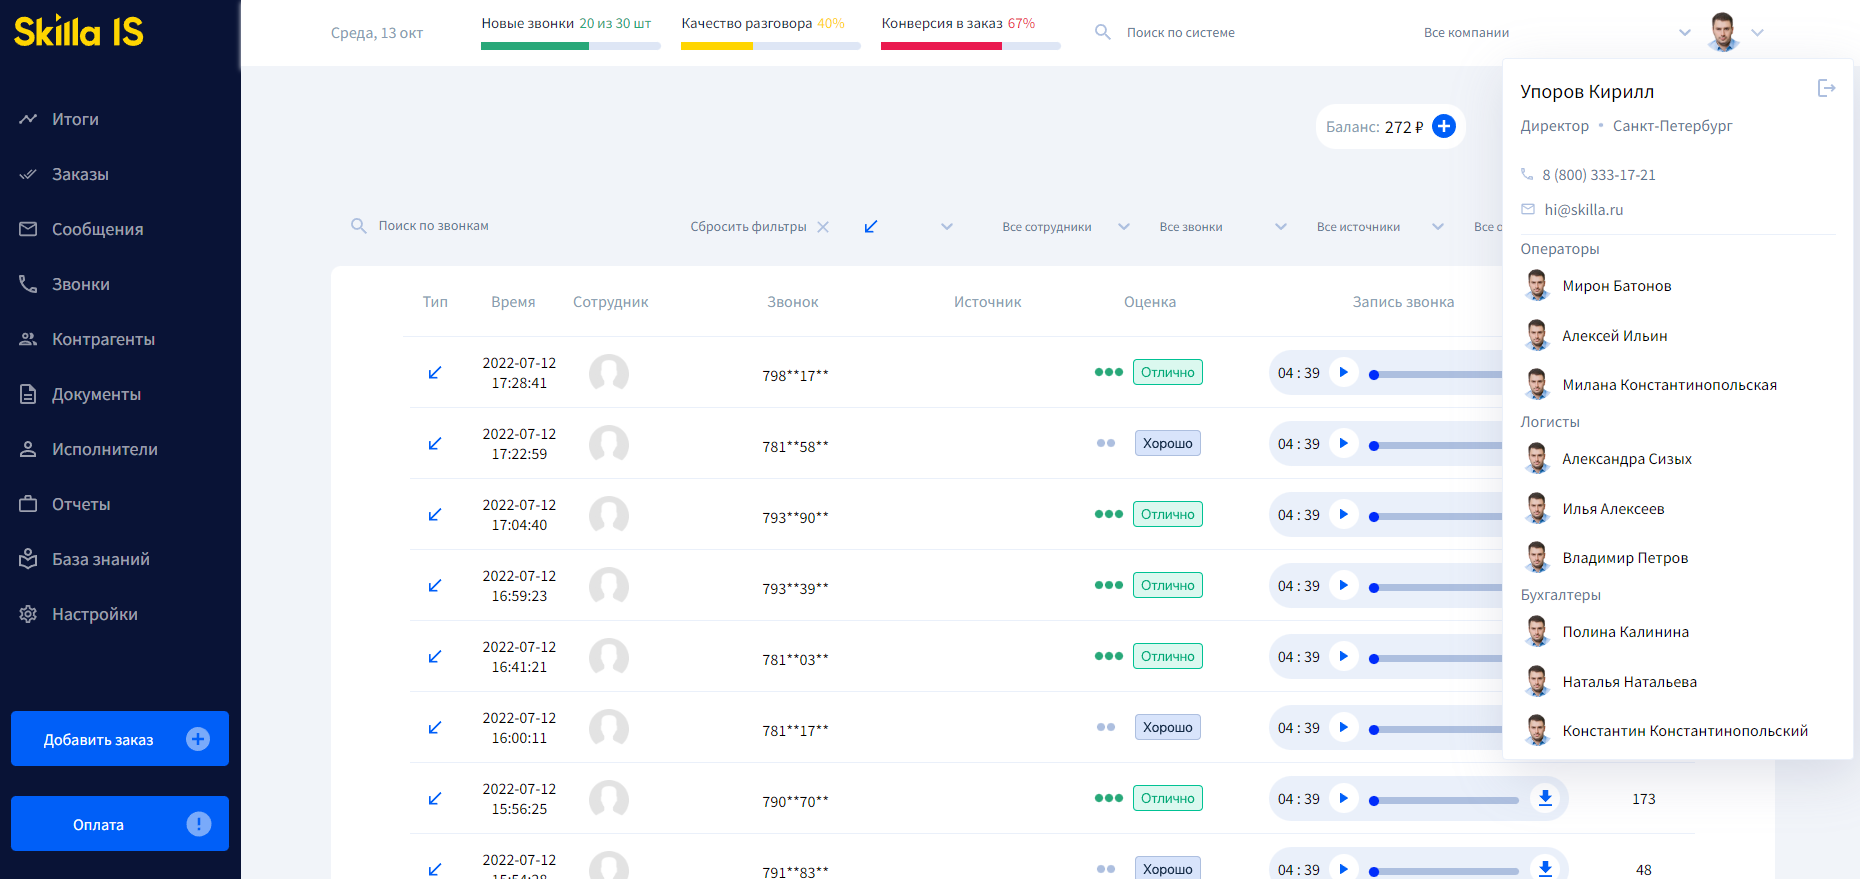 Skilla IS
Среда, 13 окт
Новые звонки 20 из 30 шт
Качество разговора 40%
Конверсия в заказ 67%
Поиск по системе
Все компании
Итоги
Заказы
Сообщения
Звонки
Контрагенты
Документы
Исполнители
Отчеты
База знаний
Настройки
Добавить заказ
Оплата
Баланс: 272 ₽
Поиск по звонкам
Сбросить фильтры
Все сотрудники
Все звонки
Все источники
Все о
Тип Время Сотрудник Звонок Источник Оценка Запись звонка
2022-07-12
17:28:41 798**17** Отлично 04 : 39
2022-07-12
17:22:59 781**58** Хорошо 04 : 39
2022-07-12
17:04:40 793**90** Отлично 04 : 39
2022-07-12
16:59:23 793**39** Отлично 04 : 39
2022-07-12
16:41:21 781**03** Отлично 04 : 39
2022-07-12
16:00:11 781**17** Хорошо 04 : 39
2022-07-12
15:56:25 790**70** Отлично 04 : 39 173
2022-07-12
15:54:28 791**83** Хорошо 04 : 39 48
Упоров Кирилл
Директор • Санкт-Петербург
8 (800) 333-17-21
hi@skilla.ru
Операторы
Мирон Батонов
Алексей Ильин
Милана Константинопольская
Логисты
Александра Сизых
Илья Алексеев
Владимир Петров
Бухгалтеры
Полина Калинина
Наталья Натальева
Константин Константинопольский